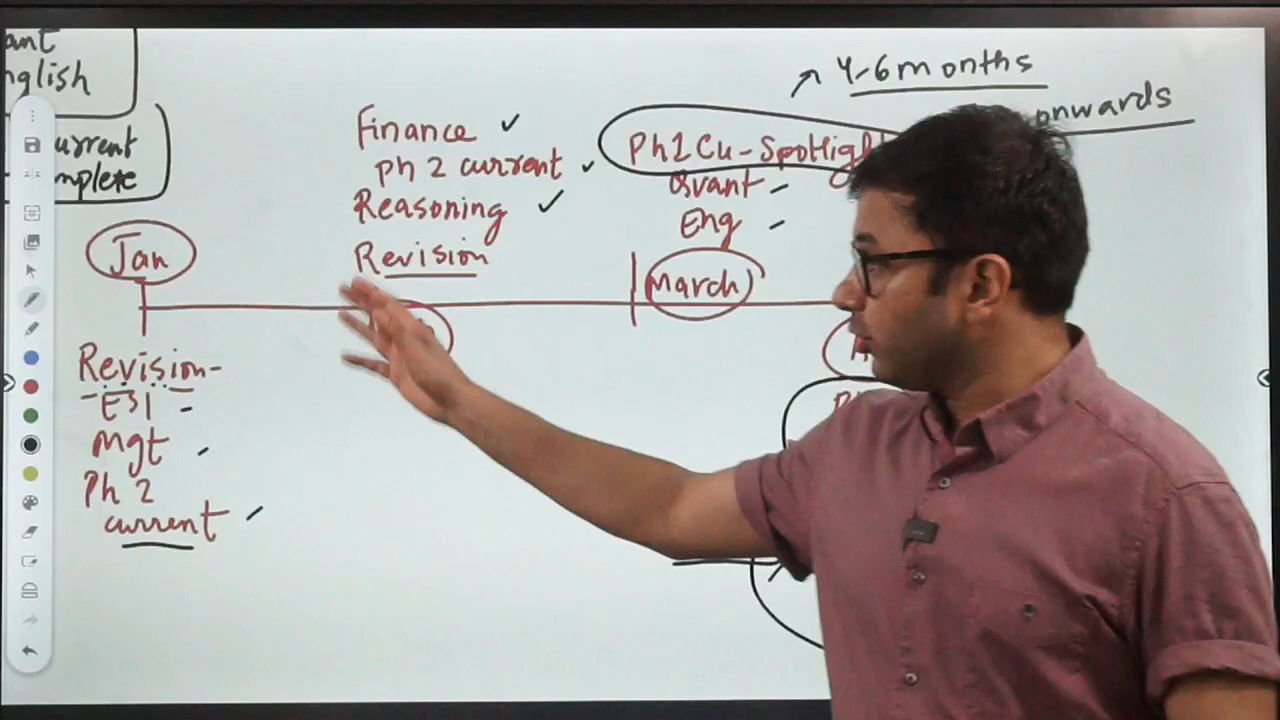 ant
nglish
urrent
mplete
Jan
Revision-
ESI -
Mgt -
Ph 2
current
Finance ✓
Ph 2 current ✓
Reasoning ✓
Revision
4-6 months
onwards
Ph1 Cu-Spotligh
Quant -
Eng -
March